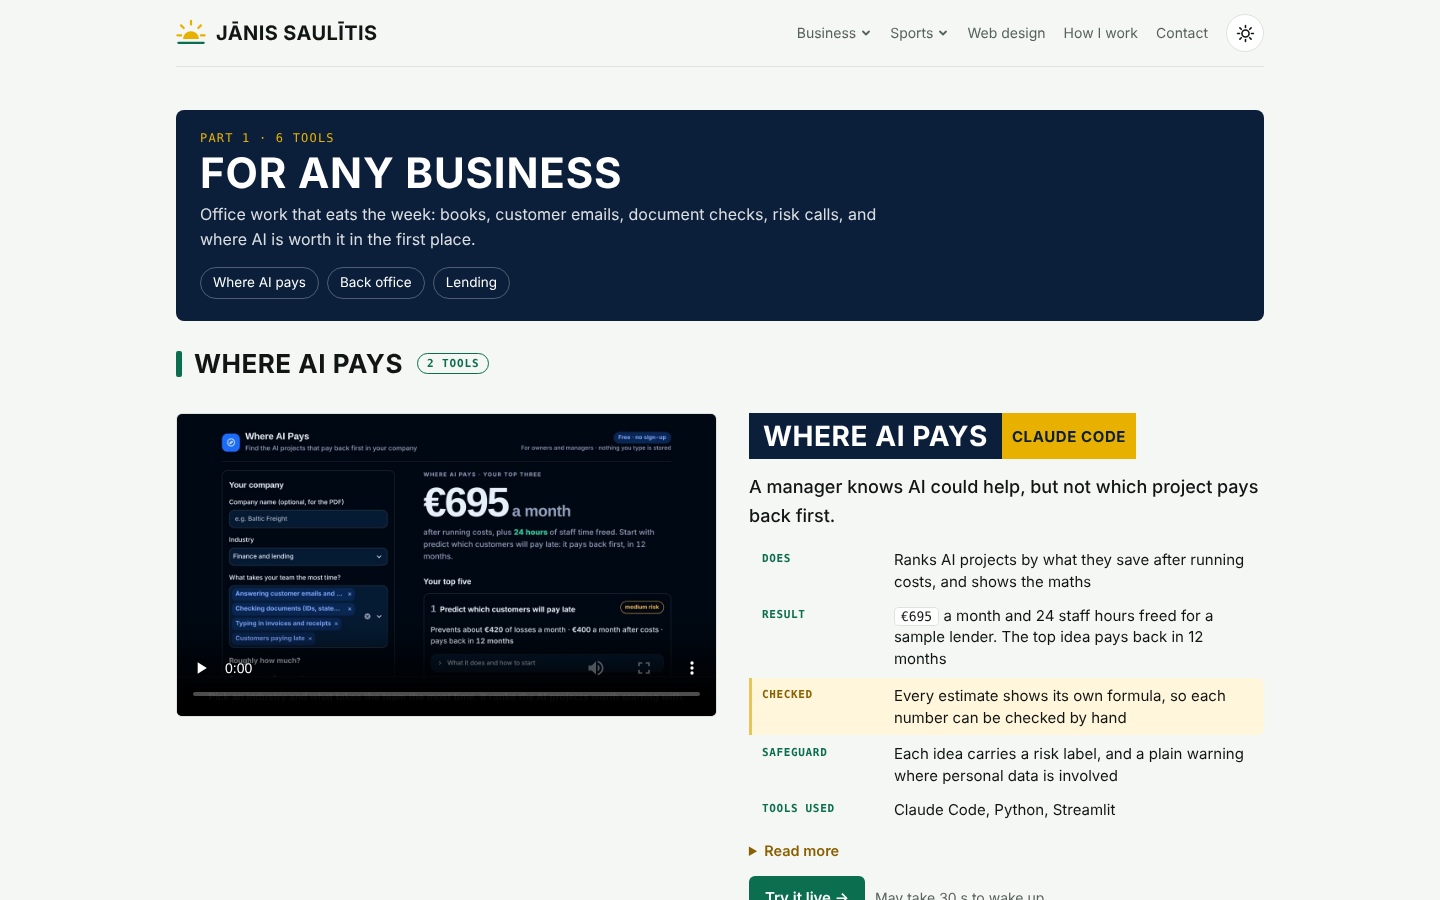 JĀNIS SAULĪTIS
Business
Sports
Web design
How I work
Contact
PART 1 · 6 TOOLS
FOR ANY BUSINESS
Office work that eats the week: books, customer emails, document checks, risk calls, and
where AI is worth it in the first place.
Where AI pays
Back office
Lending
WHERE AI PAYS
2 TOOLS
Where AI Pays
Find the AI projects that pay back first in your company
Free · no sign-up
For owners and managers · nothing you type is stored
Your company
Company name (optional, for the PDF)
e.g. Baltic Freight
Industry
Finance and lending
What takes your team the most time?
Answering customer emails and ... ×
Checking documents (IDs, state... ×
Typing in invoices and receipts ×
Customers paying late ×
Roughly how much?
WHERE AI PAYS · YOUR TOP THREE
€695 a month
after running costs, plus 24 hours of staff time freed. Start with
predict which customers will pay late: it pays back first, in 12
months.
Your top five
1 Predict which customers will pay late
medium risk
Prevents about €420 of losses a month · €400 a month after costs ·
pays back in 12 months
What it does and how to start
0:00
WHERE AI PAYS
CLAUDE CODE
A manager knows AI could help, but not which project pays
back first.
DOES
Ranks AI projects by what they save after running
costs, and shows the maths
RESULT
€695 a month and 24 staff hours freed for a
sample lender. The top idea pays back in 12
months
CHECKED
Every estimate shows its own formula, so each
number can be checked by hand
SAFEGUARD
Each idea carries a risk label, and a plain warning
where personal data is involved
TOOLS USED
Claude Code, Python, Streamlit
Read more
Try it live →
May take 30 s to wake up